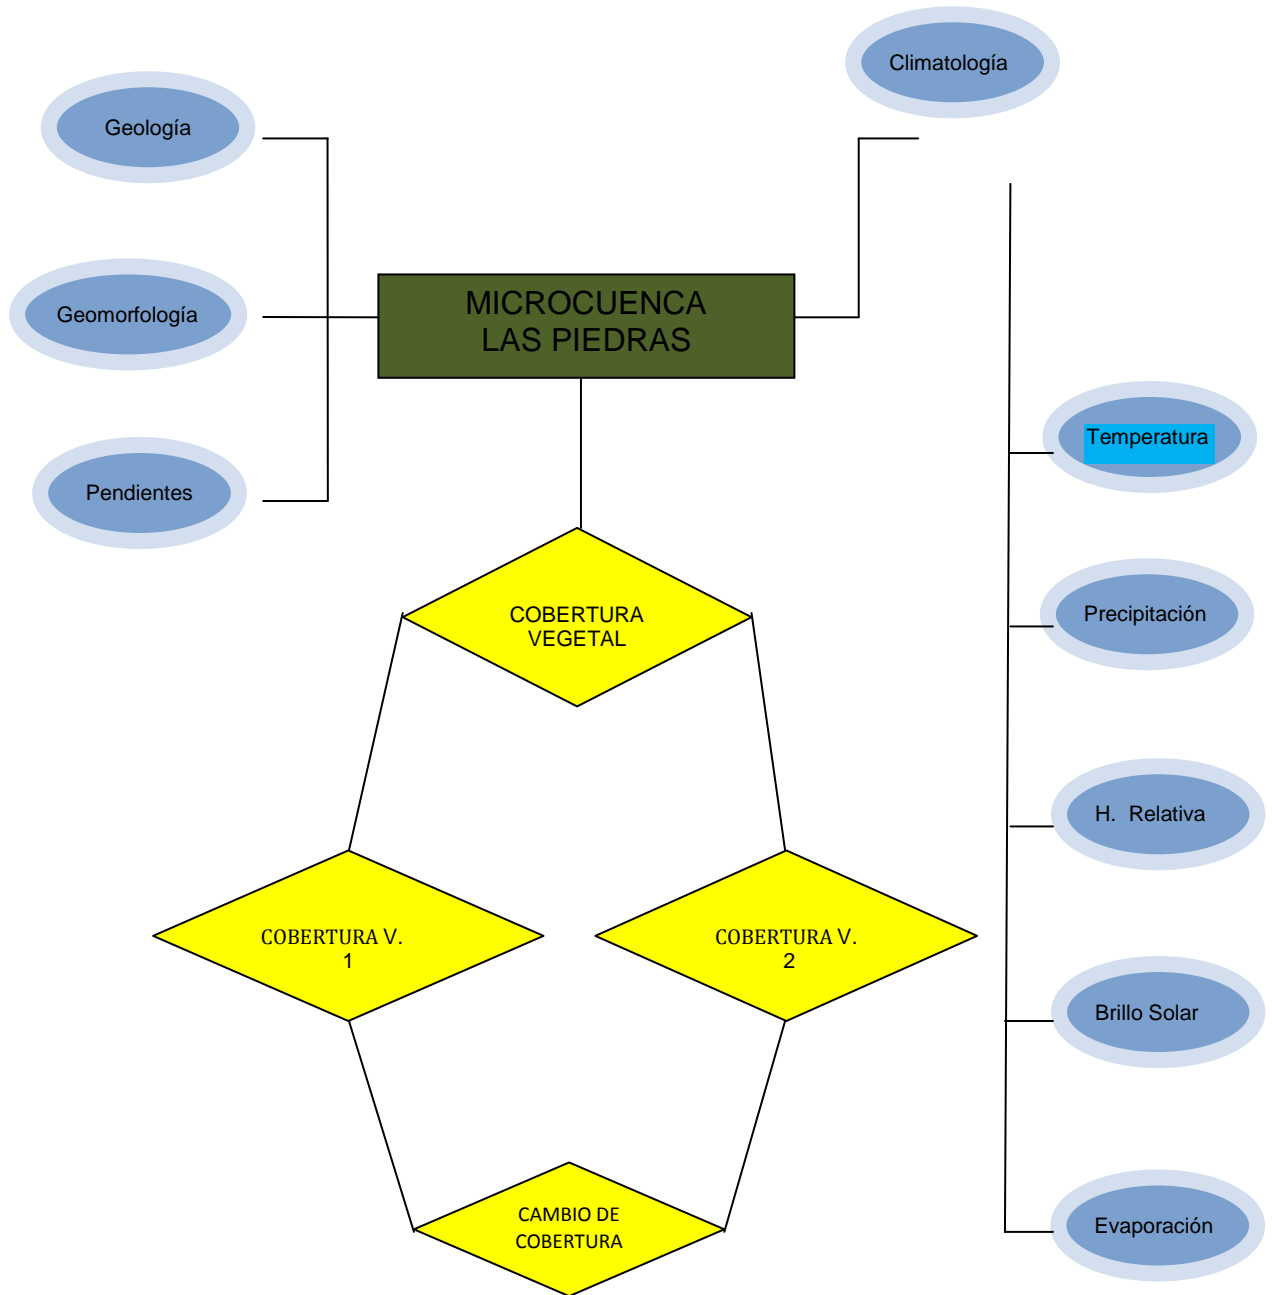 Climatología
Geología
MICROCUENCA
LAS PIEDRAS
Geomorfología
Temperatura
Pendientes
COBERTURA
VEGETAL
Precipitación
H. Relativa
COBERTURA V.
1
COBERTURA V.
2
Brillo Solar
CAMBIO DE
COBERTURA
Evaporación